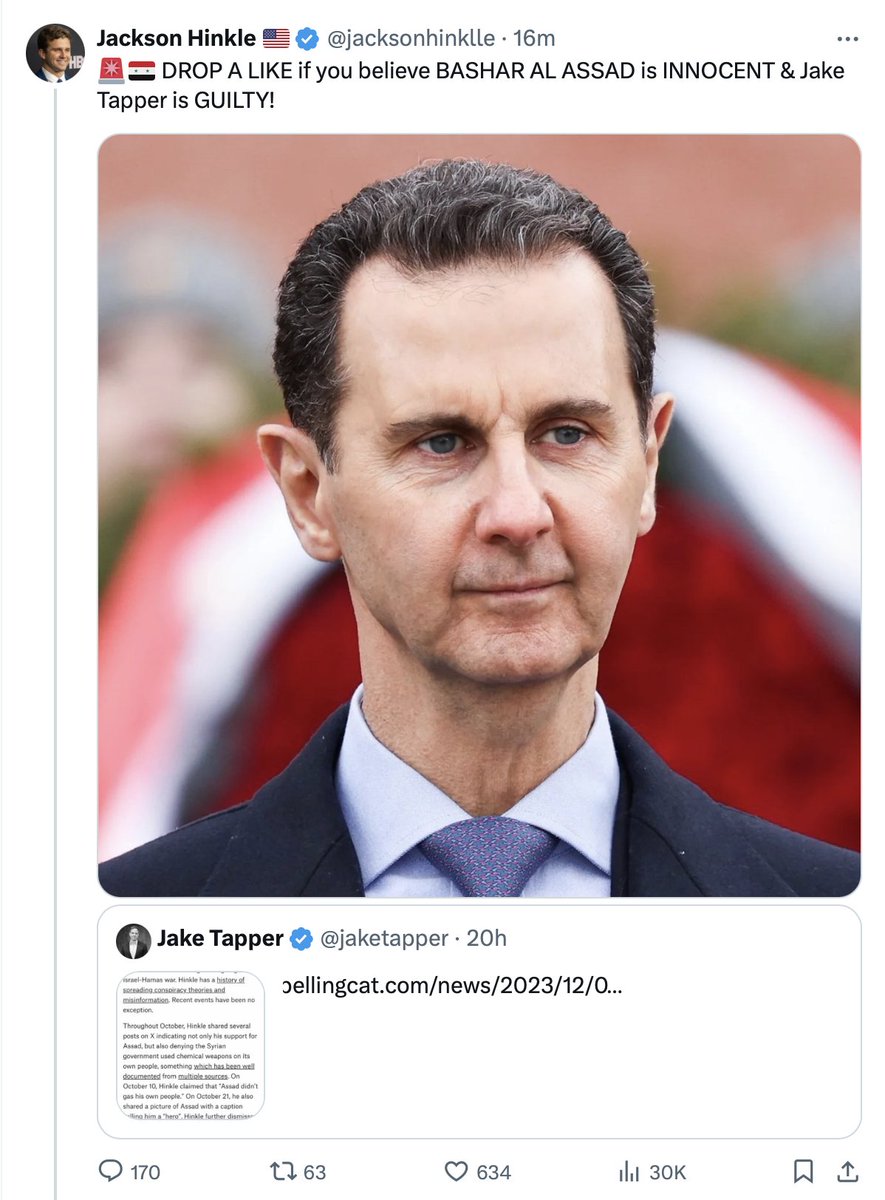 Jackson Hinkle 🇺🇸 @jacksonhinklle · 16m
🚨🇸🇾 DROP A LIKE if you believe BASHAR AL ASSAD is INNOCENT & Jake
Tapper is GUILTY!
Jake Tapper @jaketapper · 20h
bellingcat.com/news/2023/12/0...
Israel-Hamas war. Hinkle has a history of
spreading conspiracy theories and
misinformation. Recent events have been no
exception.
Throughout October, Hinkle shared several
posts on X indicating not only his support for
Assad, but also denying the Syrian
government used chemical weapons on its
own people, something which has been well
documented from multiple sources. On
October 10, Hinkle claimed that "Assad didn't
gas his own people." On October 21, he also
shared a picture of Assad with a caption
calling him a "hero". Hinkle further
170
63
634
30K